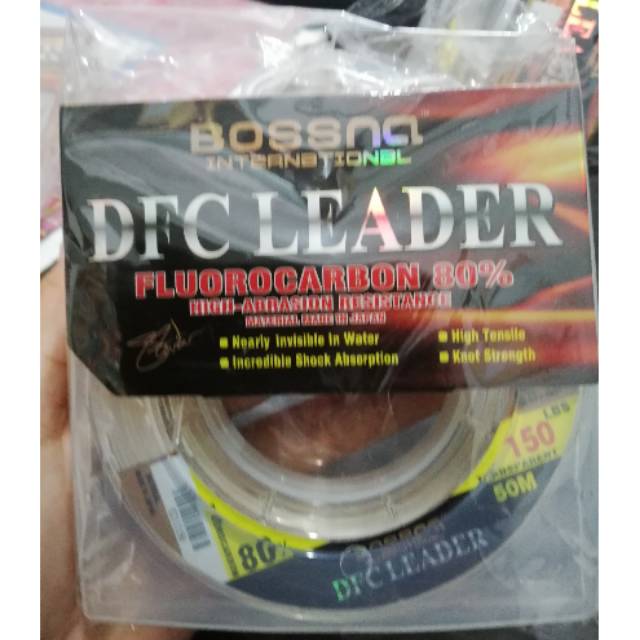 BOSSNA
INTERNATIONAL
DFC LEADER
FLUOROCARBON 80%
HIGH-ABRASION RESISTANCE
MATERIAL MADE IN JAPAN
Nearly Invisible in Water
High Tensile
Incredible Shock Absorption
Knot Strength
LBS
150
TRANSPARENT
50M
80%
DFC LEADER